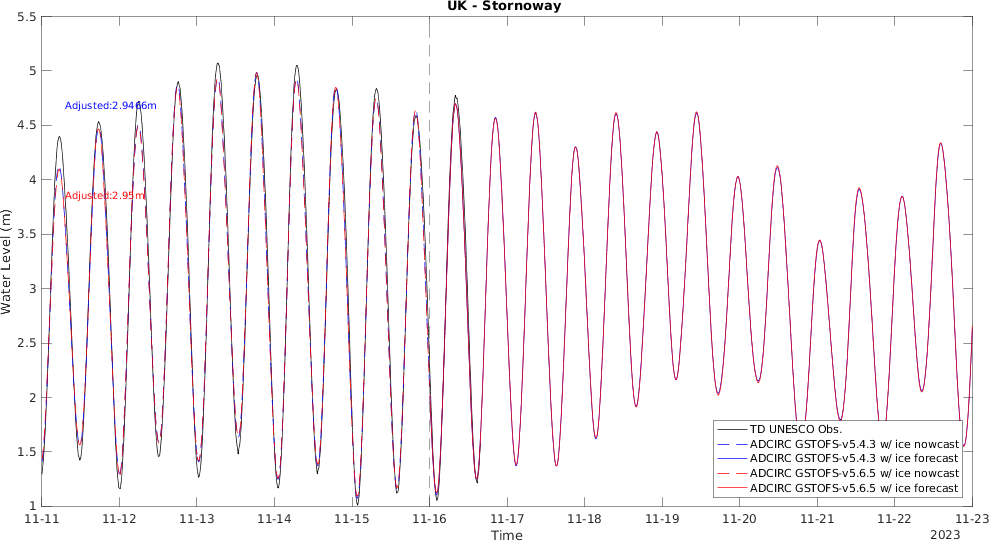 UK - Stornoway
5.5
5
4.5
4
3.5
3
2.5
2
1.5
1
Water Level (m)
Adjusted:2.9466m
Adjusted:2.95m
TD UNESCO Obs.
ADCIRC GSTOFS-v5.4.3 w/ ice nowcast
ADCIRC GSTOFS-v5.4.3 w/ ice forecast
ADCIRC GSTOFS-v5.6.5 w/ ice nowcast
ADCIRC GSTOFS-v5.6.5 w/ ice forecast
11-11 11-12 11-13 11-14 11-15 11-16 11-17 11-18 11-19 11-20 11-21 11-22 11-23
Time
2023